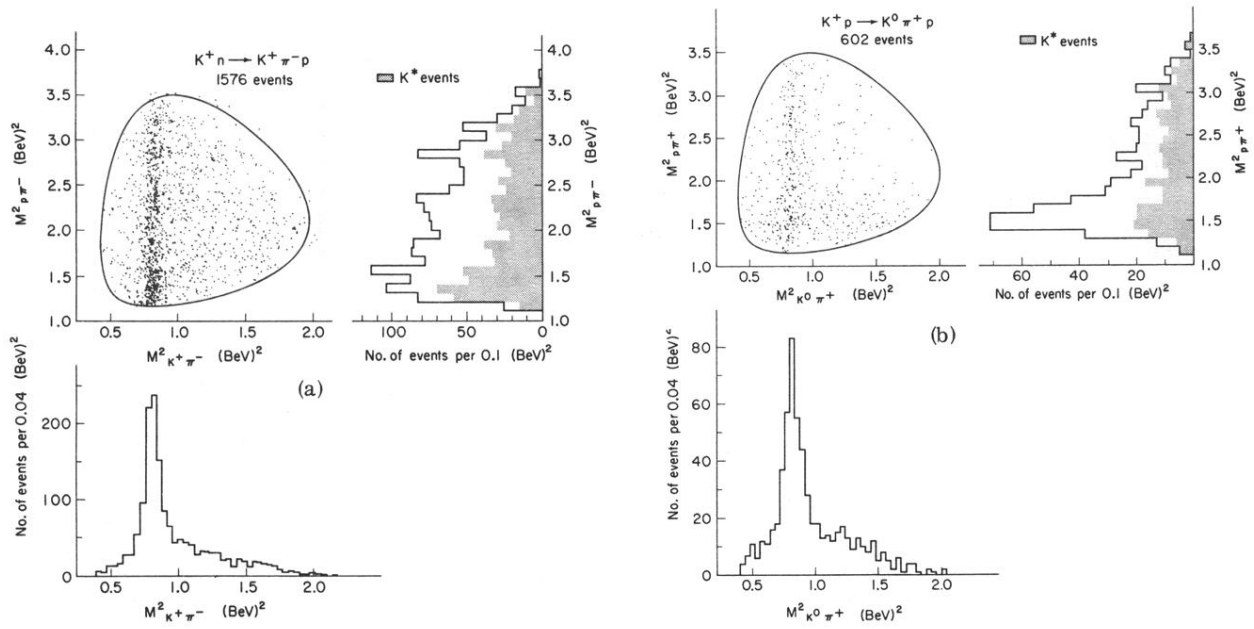 K⁺n → K⁺π⁻p
1576 events
4.0
3.5
3.0
2.5
2.0
1.5
1.0
M²pπ⁻ (BeV)²
0.5
1.0
1.5
2.0
M²K⁺π⁻ (BeV)²
K* events
4.0
3.5
3.0
2.5
2.0
1.5
1.0
M²pπ⁻ (BeV)²
100
50
0
No. of events per 0.1 (BeV)²
(a)
No. of events per 0.04 (BeV)²
200
100
0
0.5
1.0
1.5
2.0
M²K⁺π⁻ (BeV)²
K⁺p → K⁰π⁺p
602 events
3.5
3.0
2.5
2.0
1.5
1.0
M²pπ⁺ (BeV)²
0.5
1.0
1.5
2.0
M²K⁰π⁺ (BeV)²
K* events
3.5
3.0
2.5
2.0
1.5
1.0
M²pπ⁺ (BeV)²
60
40
20
No. of events per 0.1 (BeV)²
(b)
No. of events per 0.04 (BeV)²
80
60
40
20
0
0.5
1.0
1.5
2.0
M²K⁰π⁺ (BeV)²